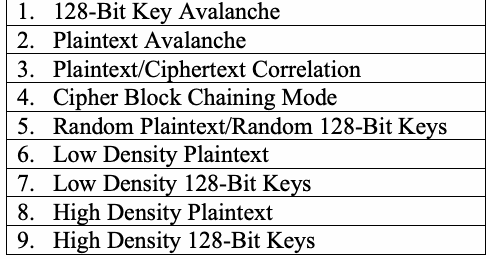 1. 128-Bit Key Avalanche
2. Plaintext Avalanche
3. Plaintext/Ciphertext Correlation
4. Cipher Block Chaining Mode
5. Random Plaintext/Random 128-Bit Keys
6. Low Density Plaintext
7. Low Density 128-Bit Keys
8. High Density Plaintext
9. High Density 128-Bit Keys